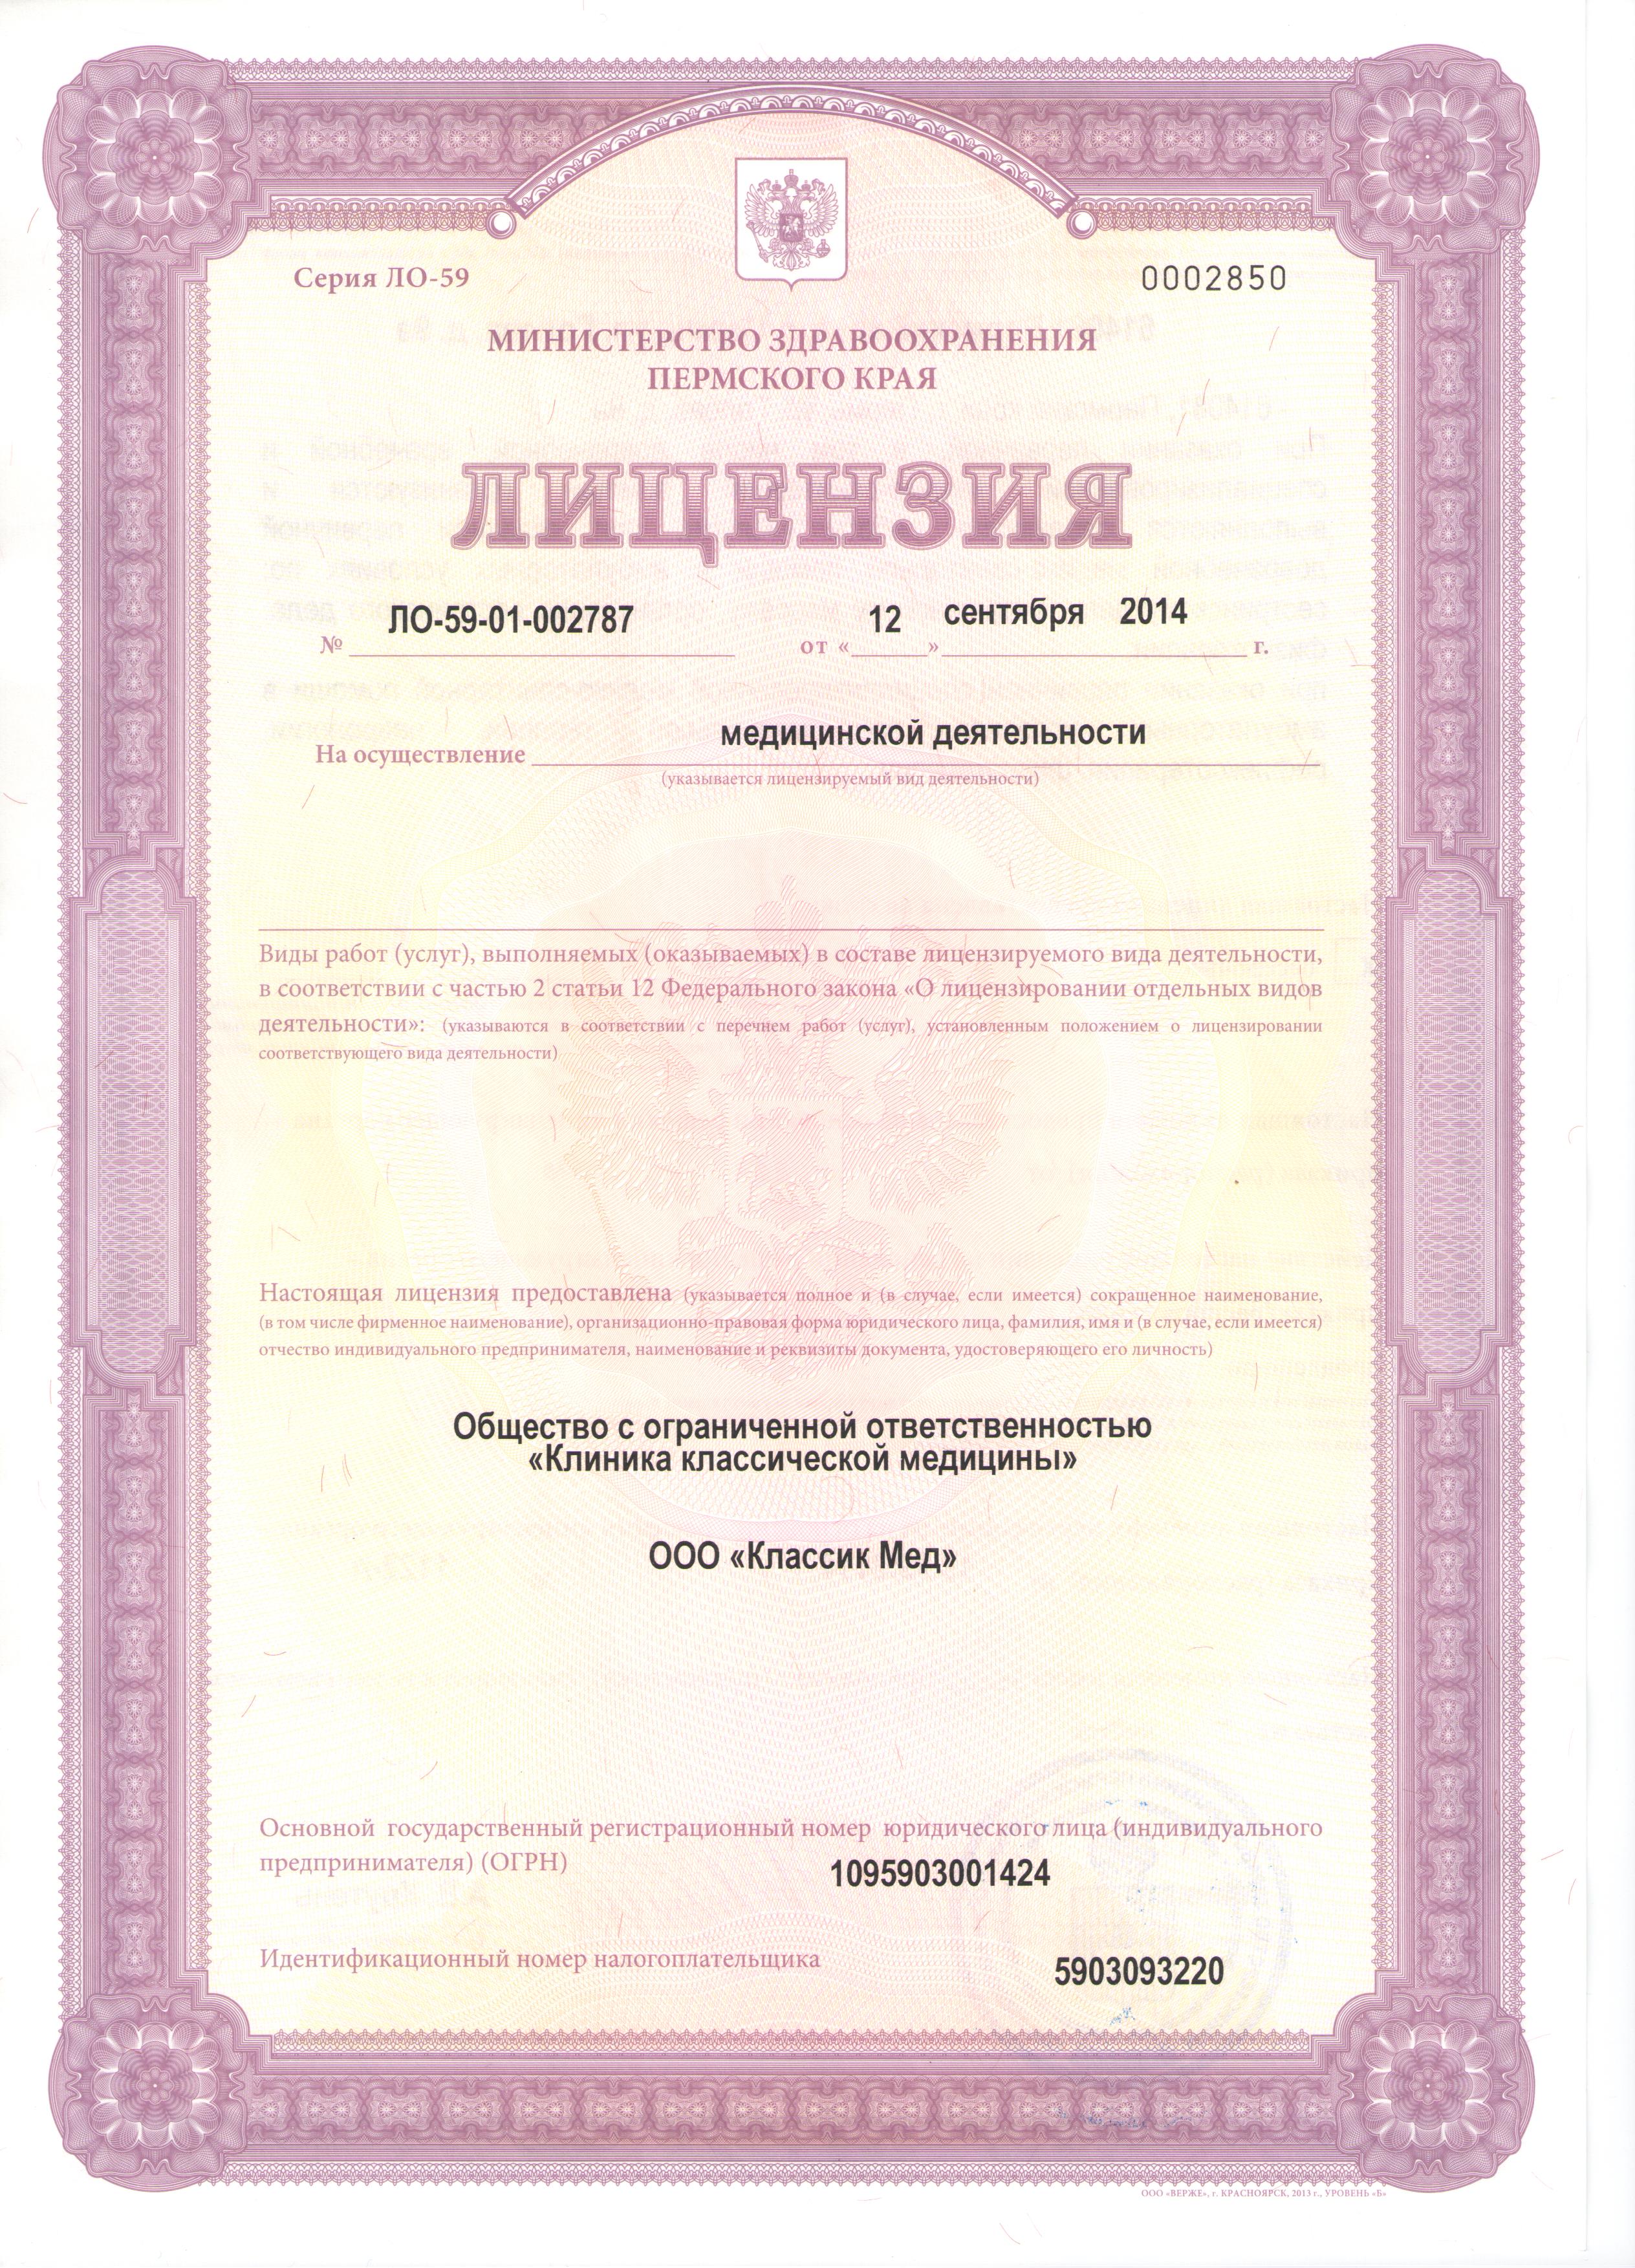 Серия ЛО-59
0002850
МИНИСТЕРСТВО ЗДРАВООХРАНЕНИЯ
ПЕРМСКОГО КРАЯ
ЛИЦЕНЗИЯ
№ ЛО-59-01-002787 от «12» сентября 2014 г.
На осуществление медицинской деятельности
(указывается лицензируемый вид деятельности)
Виды работ (услуг), выполняемых (оказываемых) в составе лицензируемого вида деятельности,
в соответствии с частью 2 статьи 12 Федерального закона «О лицензировании отдельных видов
деятельности»: (указываются в соответствии с перечнем работ (услуг), установленным положением о лицензировании
соответствующего вида деятельности)
Настоящая лицензия предоставлена (указывается полное и (в случае, если имеется) сокращенное наименование,
(в том числе фирменное наименование), организационно-правовая форма юридического лица, фамилия, имя и (в случае, если имеется)
отчество индивидуального предпринимателя, наименование и реквизиты документа, удостоверяющего его личность)
Общество с ограниченной ответственностью
«Клиника классической медицины»
ООО «Классик Мед»
Основной государственный регистрационный номер юридического лица (индивидуального
предпринимателя) (ОГРН) 1095903001424
Идентификационный номер налогоплательщика 5903093220
ООО «ВЕРЖЕ», г. КРАСНОЯРСК, 2013 г., УРОВЕНЬ «Б»